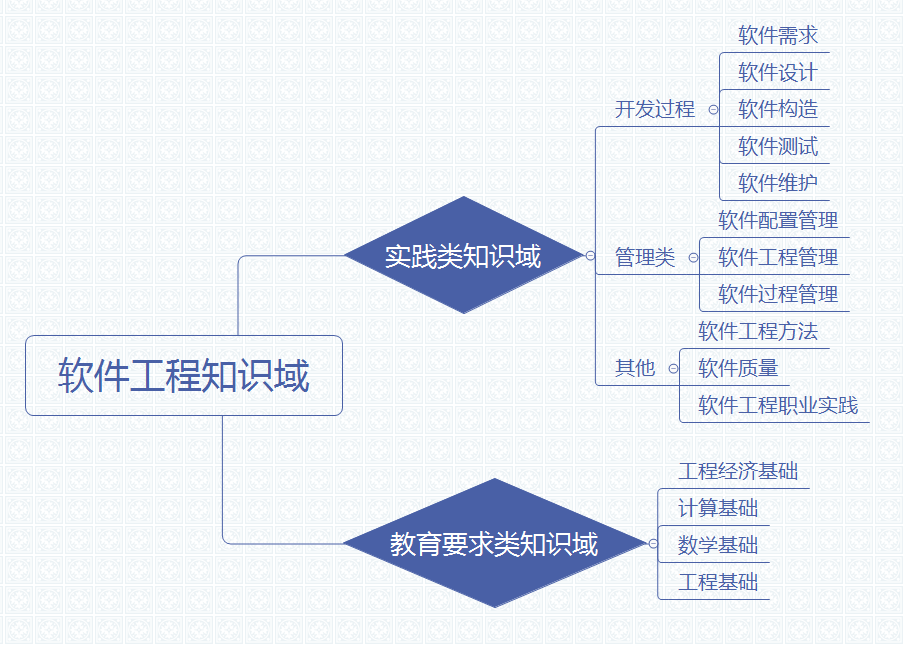 软件工程知识域
实践类知识域
开发过程
软件需求
软件设计
软件构造
软件测试
软件维护
管理类
软件配置管理
软件工程管理
软件过程管理
其他
软件工程方法
软件质量
软件工程职业实践
教育要求类知识域
工程经济基础
计算基础
数学基础
工程基础